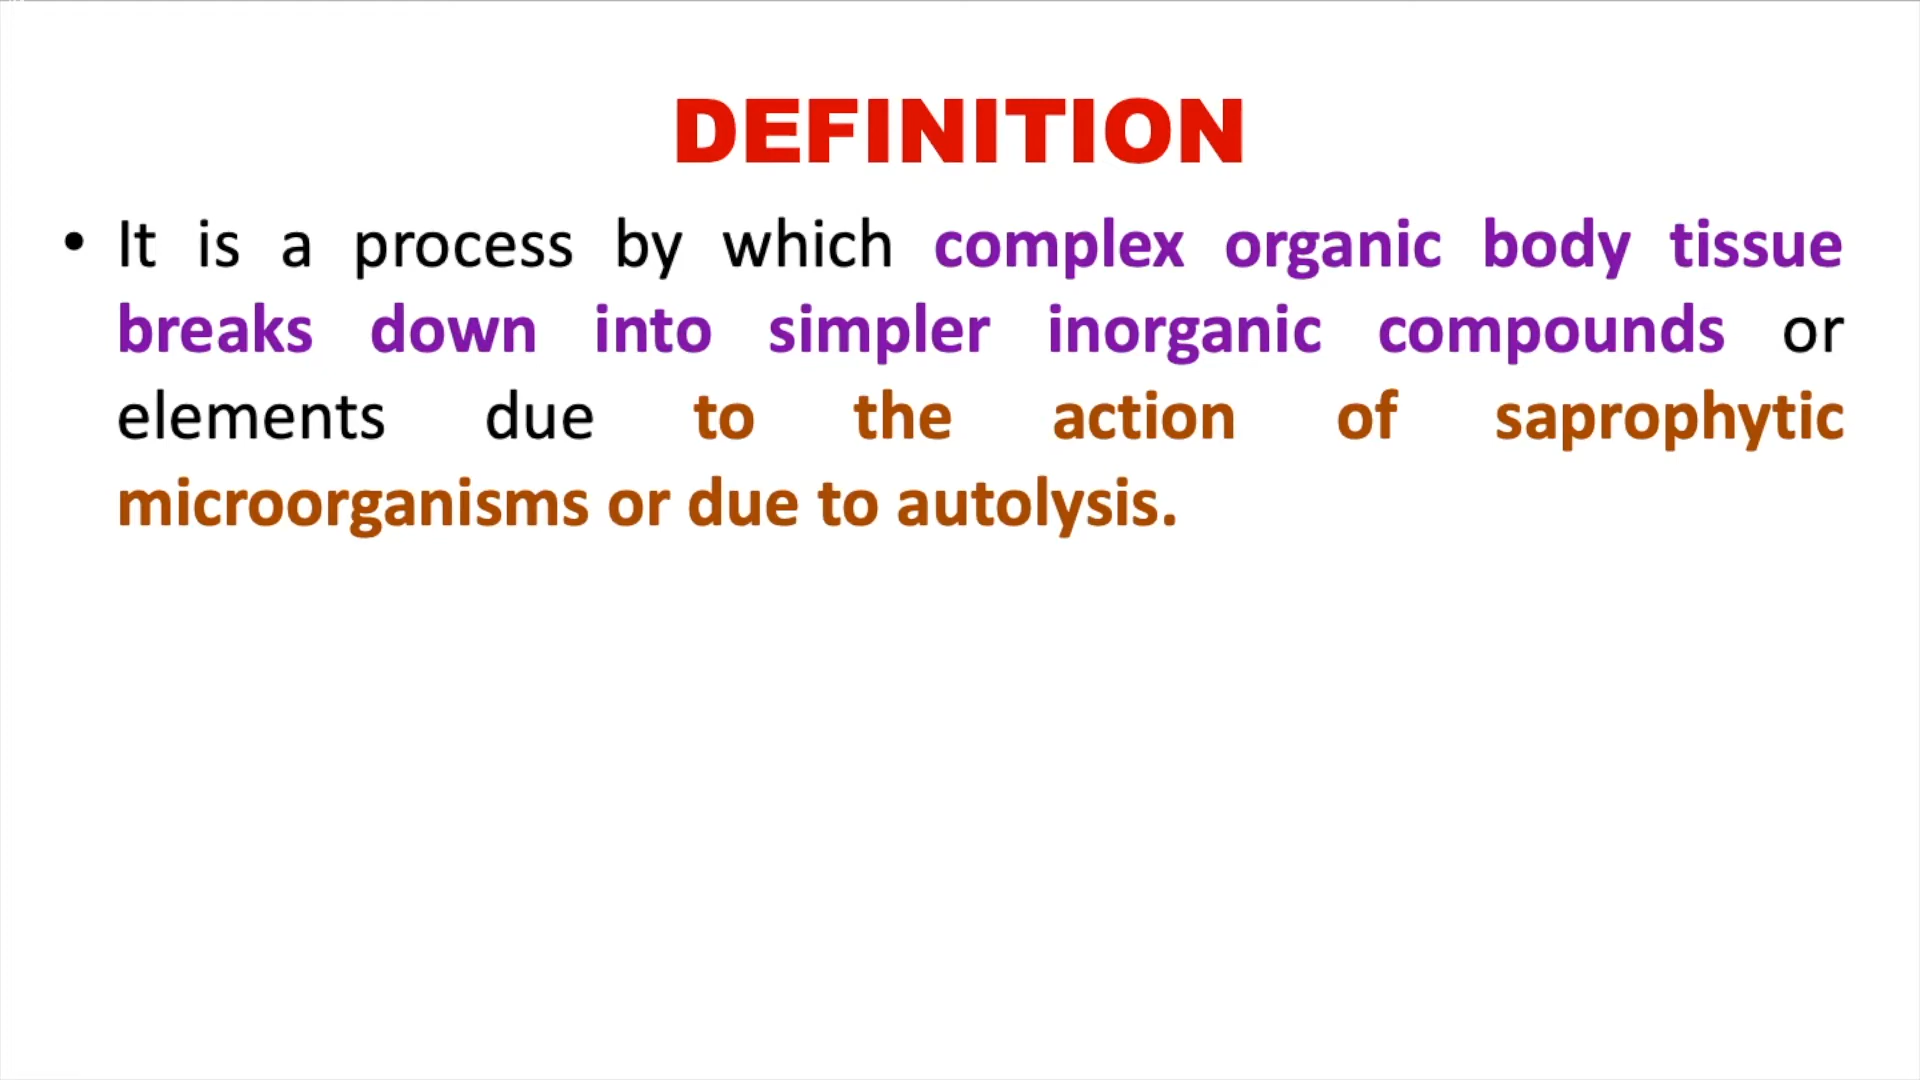 DEFINITION
• It is a process by which complex organic body tissue
breaks down into simpler inorganic compounds or
elements due to the action of saprophytic
microorganisms or due to autolysis.